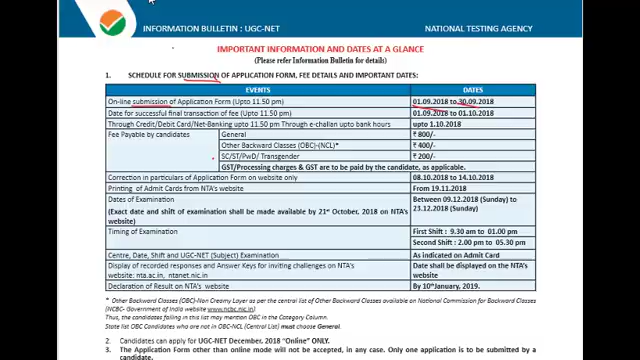 INFORMATION BULLETIN : UGC-NET
NATIONAL TESTING AGENCY
IMPORTANT INFORMATION AND DATES AT A GLANCE
(Please refer Information Bulletin for details)
1. SCHEDULE FOR SUBMISSION OF APPLICATION FORM, FEE DETAILS AND IMPORTANT DATES:
EVENTS DATES
On-line submission of Application Form (Upto 11.50 pm) 01.09.2018 to 30.09.2018
Date for successful final transaction of fee (Upto 11.50 pm) 01.09.2018 to 01.10.2018
Through Credit/Debit Card/Net-Banking upto 11.50 pm Through e-challan upto bank hours upto 1.10.2018
Fee Payable by candidates General ₹ 800/-
Other Backward Classes (OBC)-(NCL)* ₹ 400/-
SC/ST/PwD/ Transgender ₹ 200/-
GST/Processing charges & GST are to be paid by the candidate, as applicable.
Correction in particulars of Application Form on website only 08.10.2018 to 14.10.2018
Printing of Admit Cards from NTA's website From 19.11.2018
Dates of Examination Between 09.12.2018 (Sunday) to
23.12.2018 (Sunday)
(Exact date and shift of examination shall be made available by 21st October, 2018 on NTA's
website)
Timing of Examination First Shift : 9.30 am to 01.00 pm
Second Shift : 2.00 pm to 05.30 pm
Centre, Date, Shift and UGC-NET (Subject) Examination As indicated on Admit Card
Display of recorded responses and Answer Keys for inviting challenges on NTA's Date shall be displayed on the NTA's
website: nta.ac.in, ntanet.nic.in website
Declaration of Result on NTA's website By 10th January, 2019.
* Other Backward Classes (OBC)-Non Creamy Layer as per the central list of Other Backward Classes available on National Commission for Backward Classes
(NCBC- Government of India website www.ncbc.nic.in)
Thus, the candidates falling in this list may mention OBC in the Category Column.
State list OBC Candidates who are not in OBC-NCL (Central List) must choose General.
2. Candidates can apply for UGC-NET December, 2018 "Online" ONLY.
3. The Application Form other than online mode will not be accepted, in any case. Only one application is to be submitted by a
candidate.